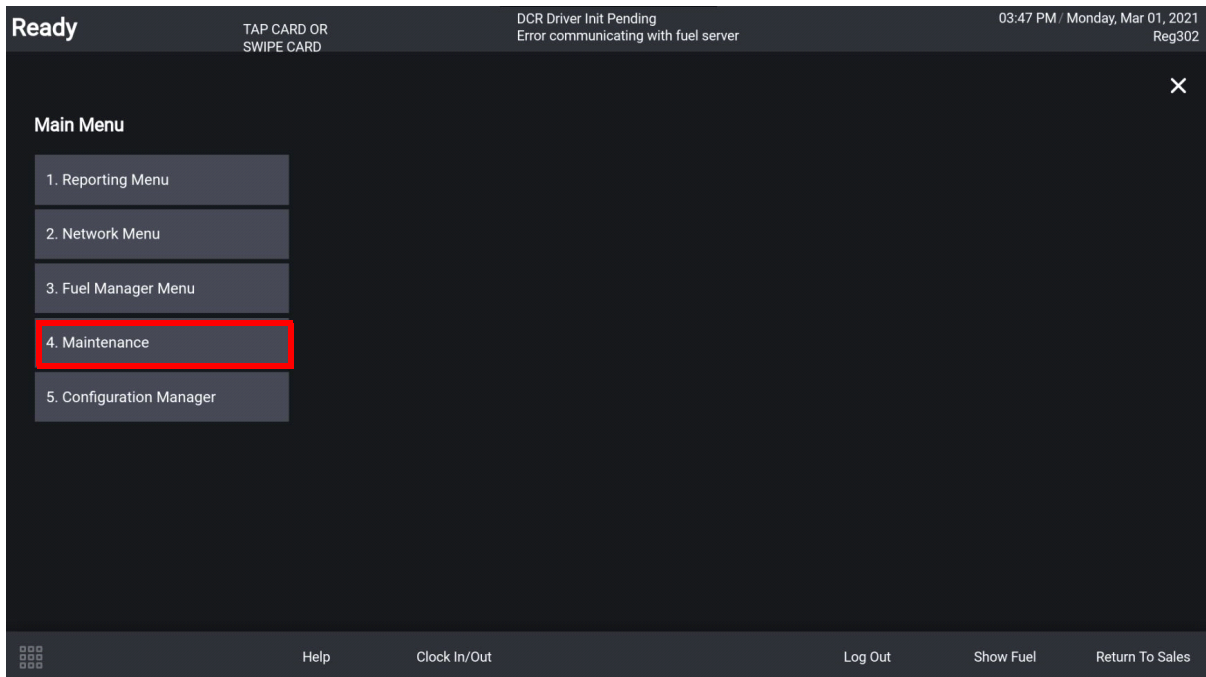 Ready
TAP CARD OR
SWIPE CARD
DCR Driver Init Pending
Error communicating with fuel server
03:47 PM / Monday, Mar 01, 2021
Reg302
Main Menu
1. Reporting Menu
2. Network Menu
3. Fuel Manager Menu
4. Maintenance
5. Configuration Manager
Help Clock In/Out Log Out Show Fuel Return To Sales